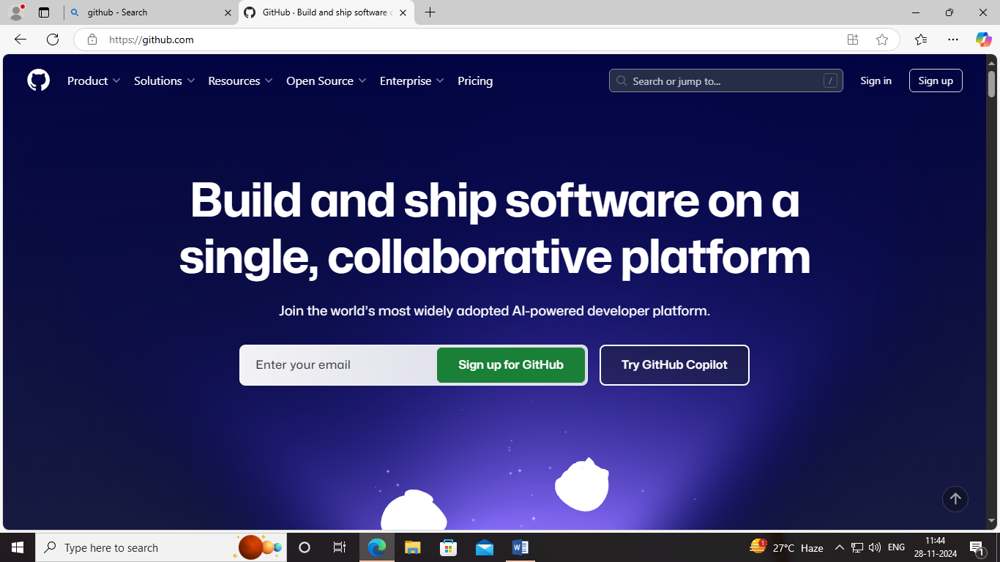 github - Search
GitHub · Build and ship software
https://github.com
Product
Solutions
Resources
Open Source
Enterprise
Pricing
Search or jump to...
/
Sign in
Sign up
Build and ship software on a
single, collaborative platform
Join the world's most widely adopted AI-powered developer platform.
Enter your email
Sign up for GitHub
Try GitHub Copilot
Type here to search
1
27°C Haze
ENG
11:44
28-11-2024
1